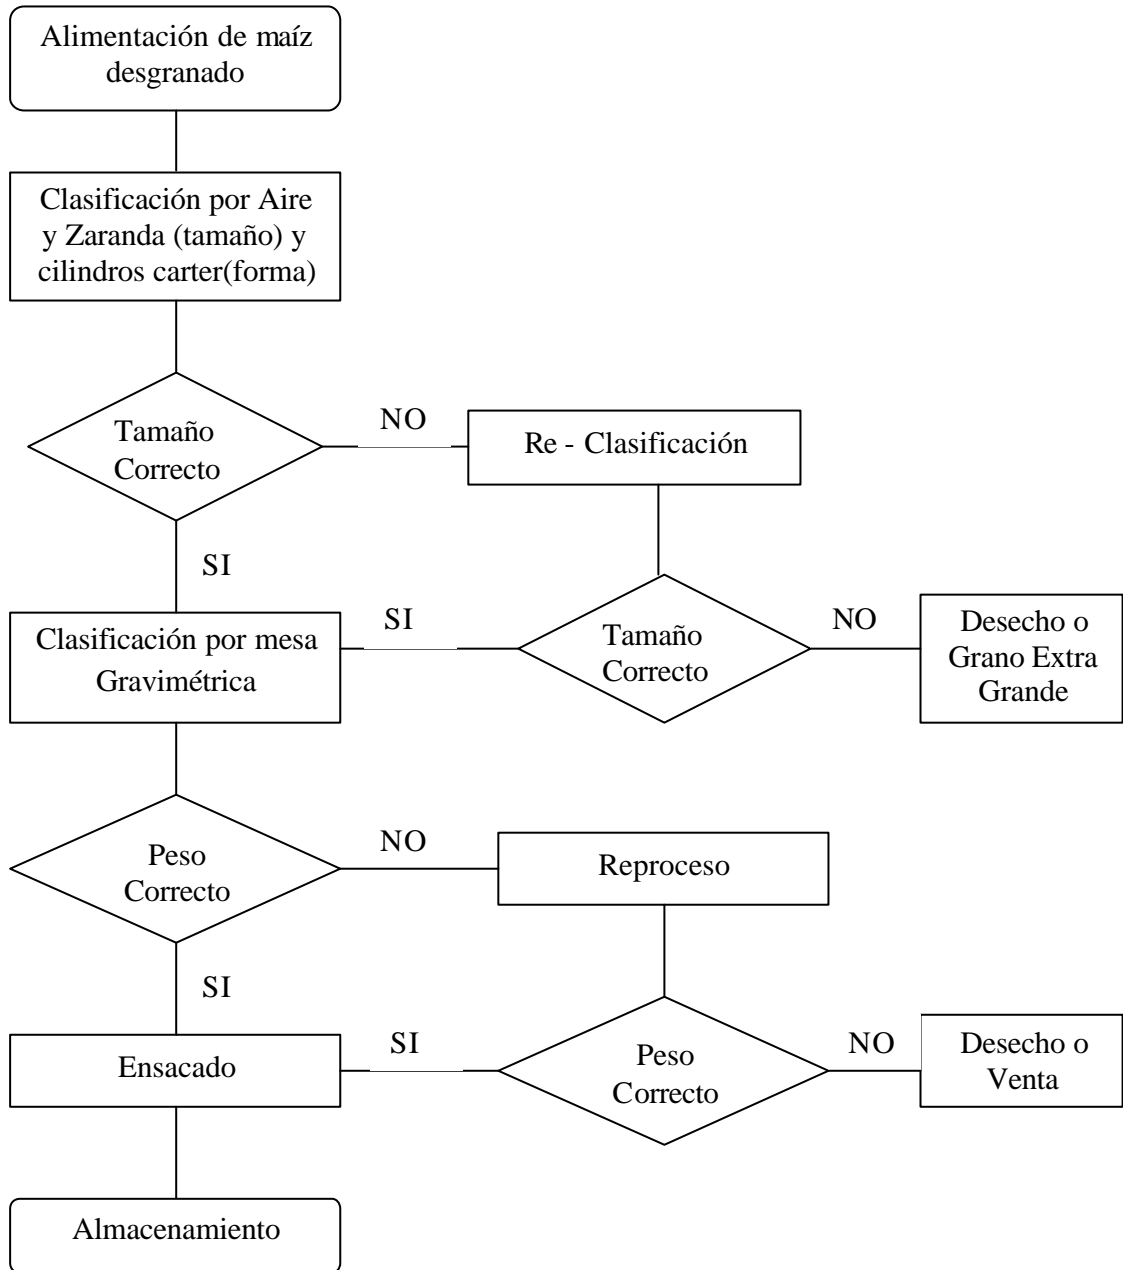 Alimentación de maíz
desgranado
Clasificación por Aire
y Zaranda (tamaño) y
cilindros carter(forma)
Tamaño
Correcto
NO
Re - Clasificación
SI
Clasificación por mesa
Gravimétrica
SI
Tamaño
Correcto
NO
Desecho o
Grano Extra
Grande
Peso
Correcto
NO
Reproceso
SI
Ensacado
SI
Peso
Correcto
NO
Desecho o
Venta
Almacenamiento